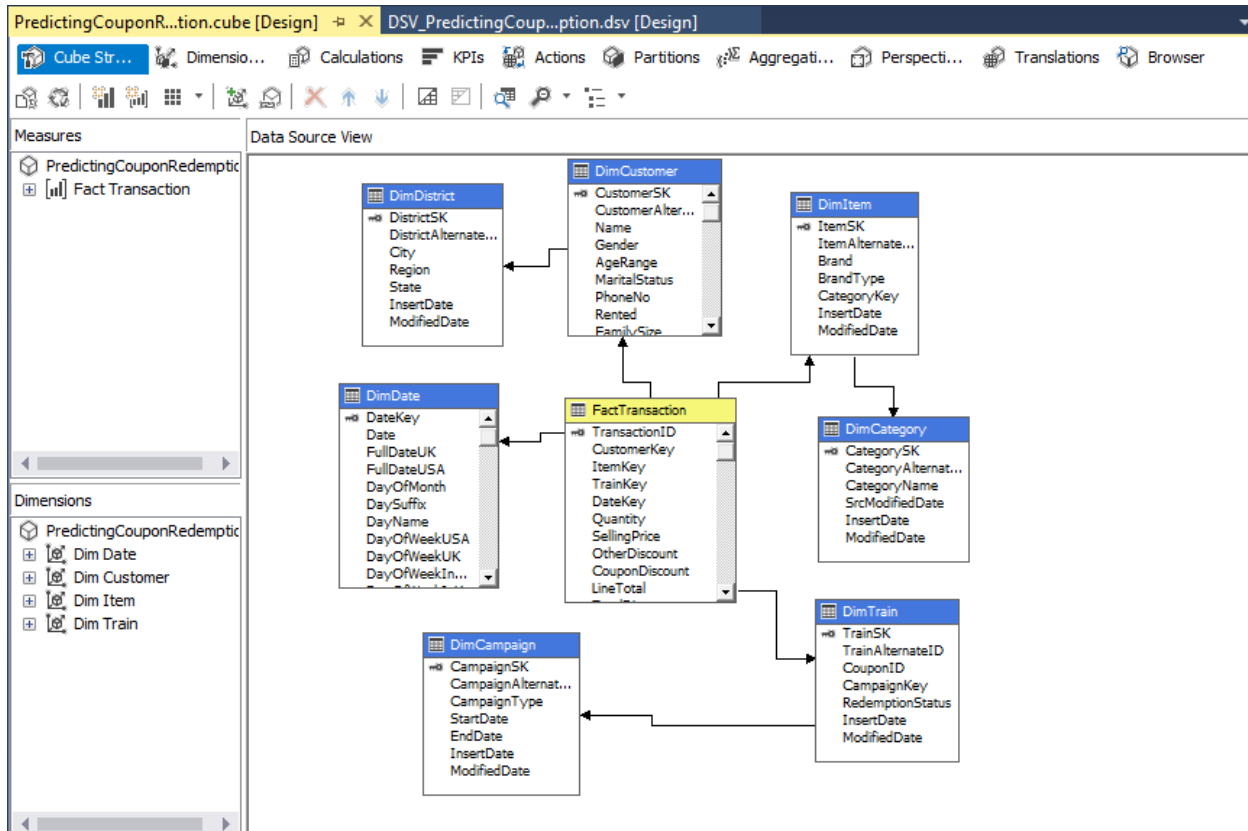 PredictingCouponR...tion.cube [Design]
DSV_PredictingCoup...ption.dsv [Design]
Cube Str...
Dimensio...
Calculations
KPIs
Actions
Partitions
Aggregati...
Perspecti...
Translations
Browser
Measures
PredictingCouponRedemptic
Fact Transaction
Dimensions
PredictingCouponRedemptic
Dim Date
Dim Customer
Dim Item
Dim Train
Data Source View
DimDistrict
DistrictSK
DistrictAlternate...
City
Region
State
InsertDate
ModifiedDate
DimCustomer
CustomerSK
CustomerAlter...
Name
Gender
AgeRange
MaritalStatus
PhoneNo
Rented
FamilySize
DimItem
ItemSK
ItemAlternate...
Brand
BrandType
CategoryKey
InsertDate
ModifiedDate
DimDate
DateKey
Date
FullDateUK
FullDateUSA
DayOfMonth
DaySuffix
DayName
DayOfWeekUSA
DayOfWeekUK
DayOfWeekIn...
FactTransaction
TransactionID
CustomerKey
ItemKey
TrainKey
DateKey
Quantity
SellingPrice
OtherDiscount
CouponDiscount
LineTotal
DimCategory
CategorySK
CategoryAlternat...
CategoryName
SrcModifiedDate
InsertDate
ModifiedDate
DimCampaign
CampaignSK
CampaignAlternat...
CampaignType
StartDate
EndDate
InsertDate
ModifiedDate
DimTrain
TrainSK
TrainAlternateID
CouponID
CampaignKey
RedemptionStatus
InsertDate
ModifiedDate